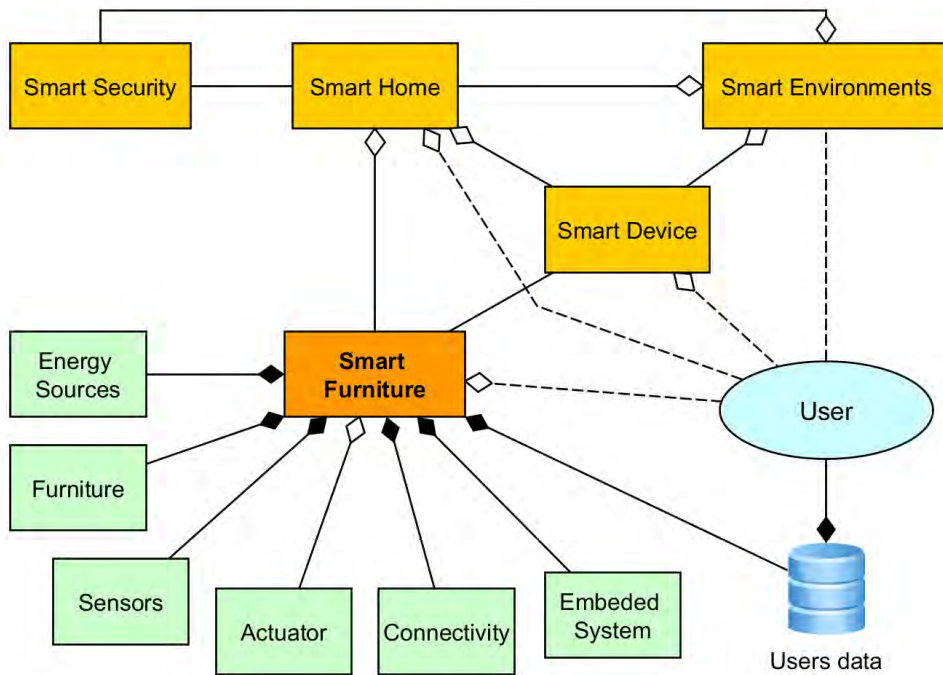 Smart Security
Smart Home
Smart Environments
Smart Device
Energy
Sources
Smart
Furniture
User
Furniture
Sensors
Actuator
Connectivity
Embeded
System
Users data